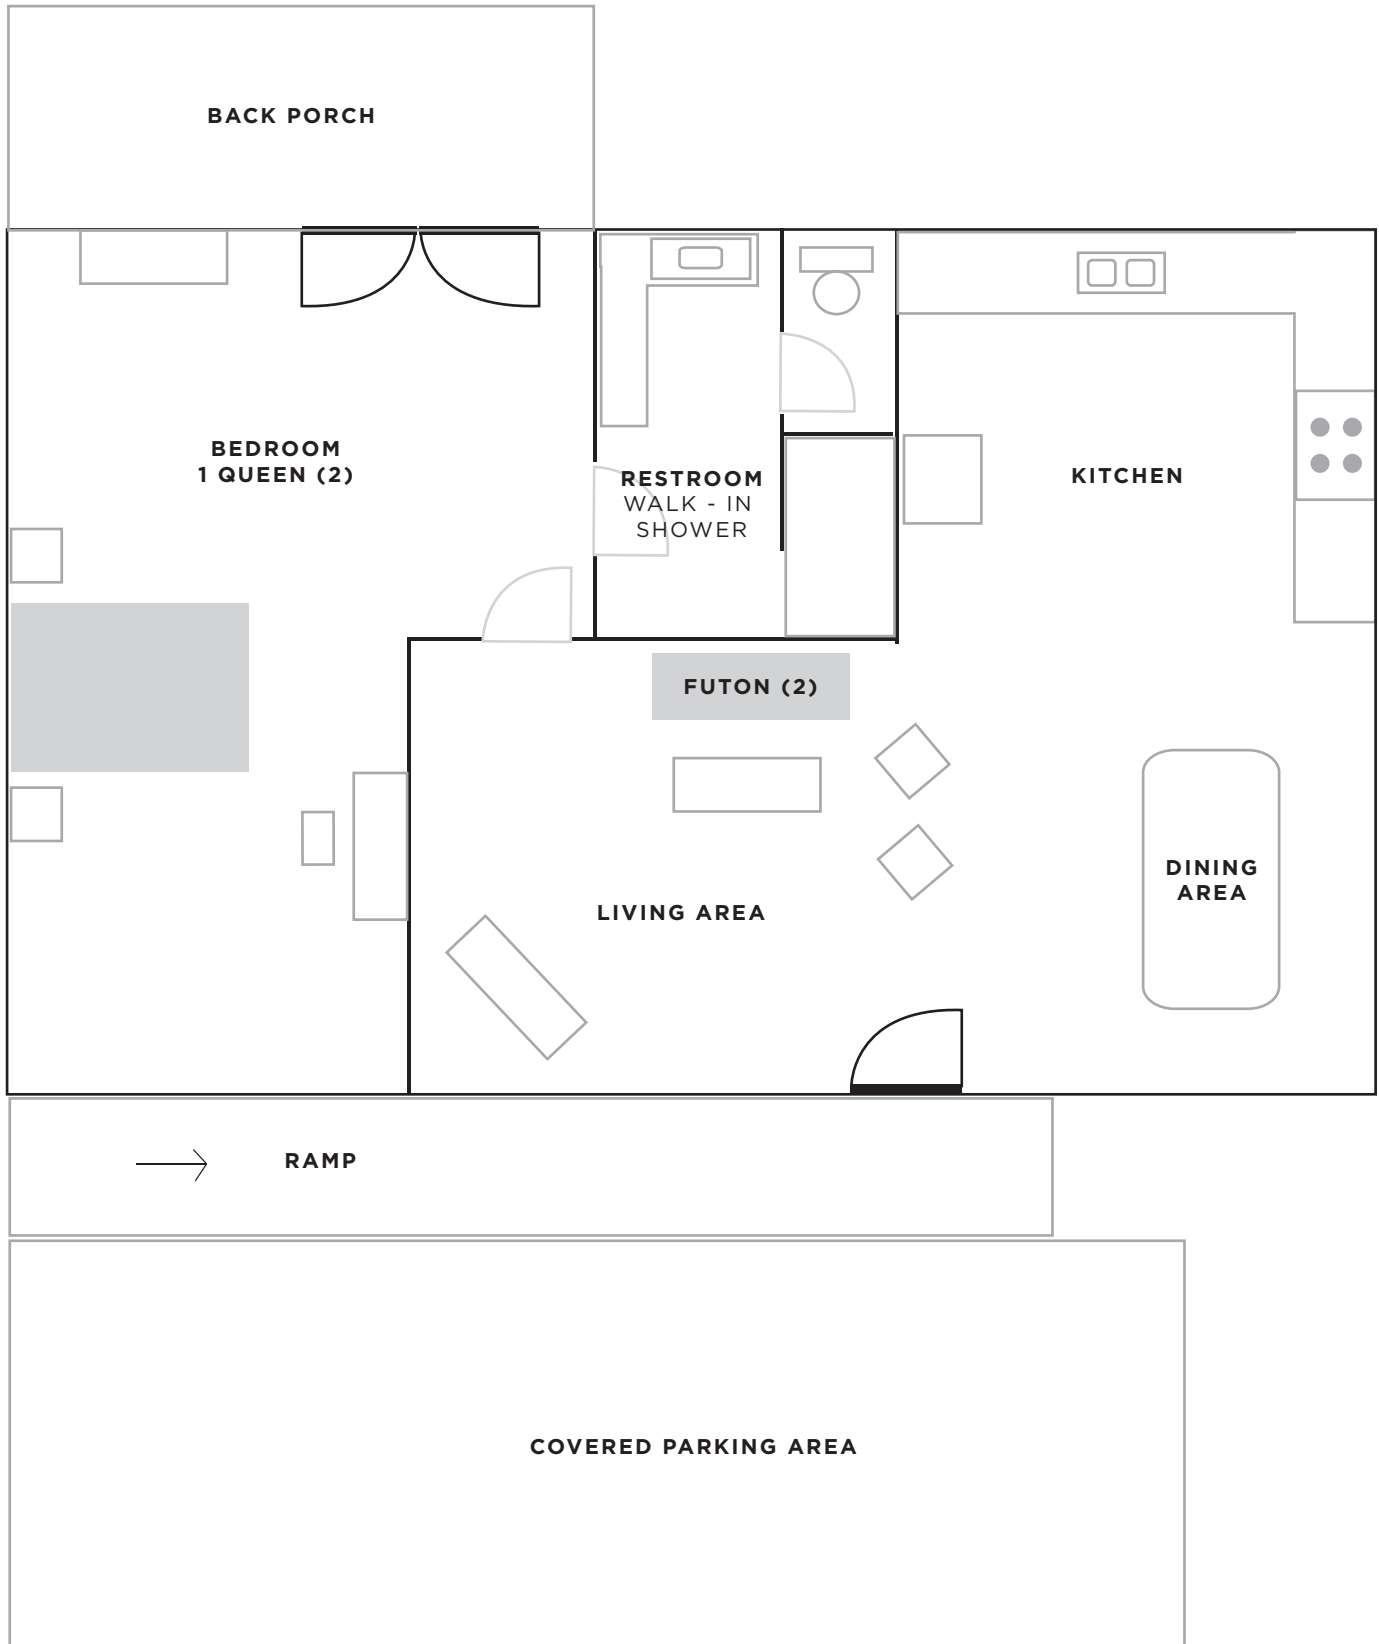 BACK PORCH
BEDROOM
1 QUEEN (2)
RESTROOM
WALK - IN
SHOWER
KITCHEN
FUTON (2)
DINING
AREA
LIVING AREA
RAMP
COVERED PARKING AREA